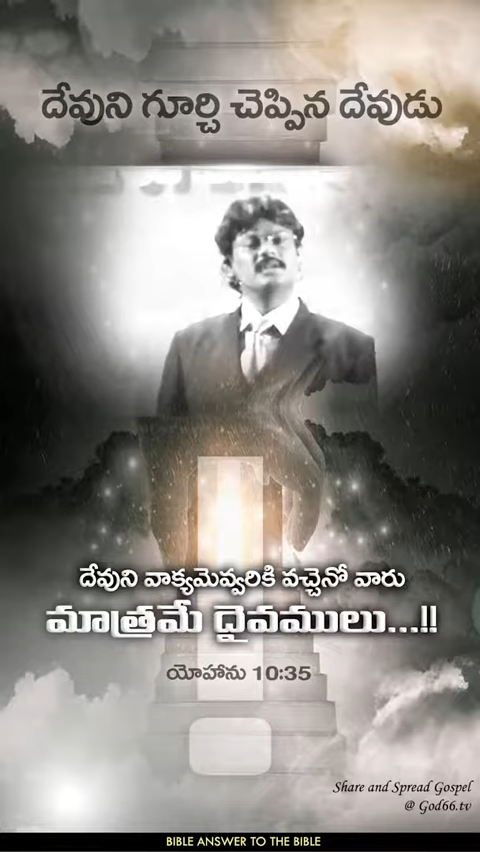 దేవుని గూర్చి చెప్పిన దేవుడు
దేవుని వాక్యమెవ్వరికి వచ్చెనో వారు
మాత్రమే దైవములు...!!
యోహాను 10:35
Share and Spread Gospel
@ God66.tv
BIBLE ANSWER TO THE BIBLE